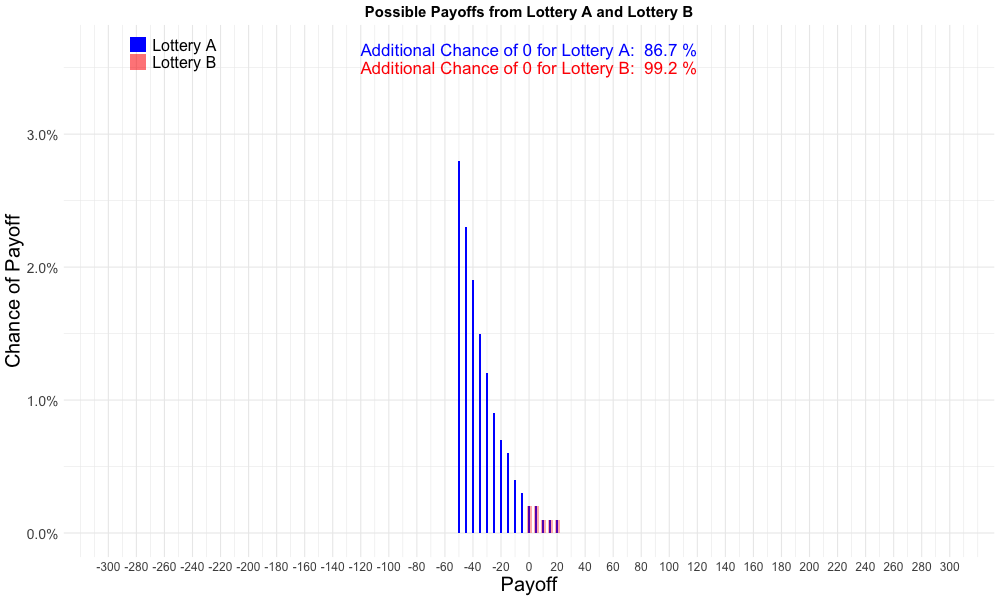 Possible Payoffs from Lottery A and Lottery B
Lottery A
Lottery B
Additional Chance of 0 for Lottery A:  86.7 %
Additional Chance of 0 for Lottery B:  99.2 %
Chance of Payoff
3.0%
2.0%
1.0%
0.0%
-300 -280 -260 -240 -220 -200 -180 -160 -140 -120 -100 -80 -60 -40 -20 0 20 40 60 80 100 120 140 160 180 200 220 240 260 280 300
Payoff